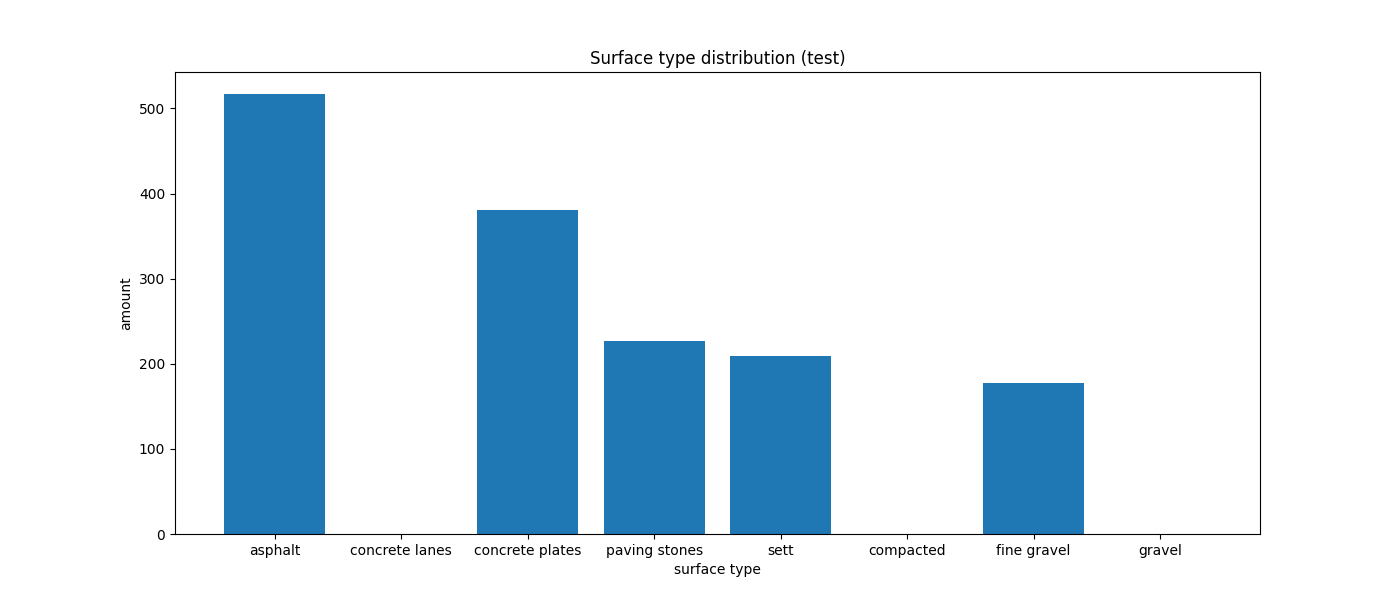 Surface type distribution (test)
500
400
300
200
100
0
amount
asphalt concrete lanes concrete plates paving stones sett compacted fine gravel gravel
surface type